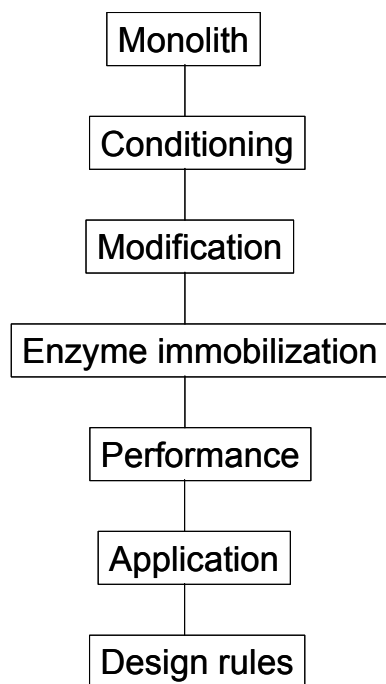 Monolith
Conditioning
Modification
Enzyme immobilization
Performance
Application
Design rules